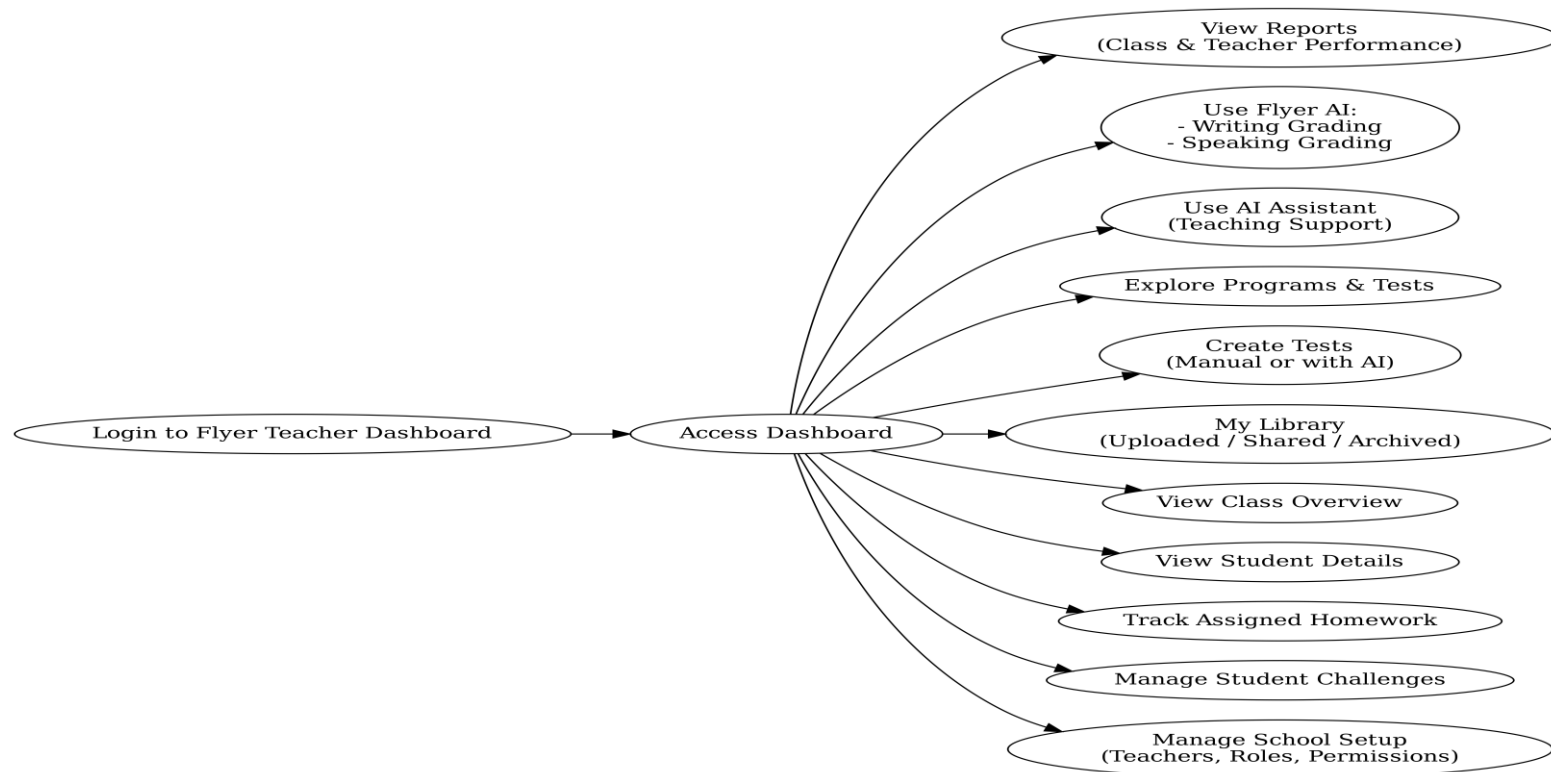 View Reports
(Class & Teacher Performance)
Use Flyer AI:
- Writing Grading
- Speaking Grading
Use AI Assistant
(Teaching Support)
Explore Programs & Tests
Create Tests
(Manual or with AI)
Login to Flyer Teacher Dashboard
Access Dashboard
My Library
(Uploaded / Shared / Archived)
View Class Overview
View Student Details
Track Assigned Homework
Manage Student Challenges
Manage School Setup
(Teachers, Roles, Permissions)